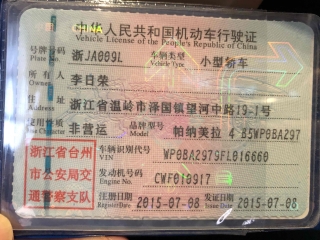 中华人民共和国机动车行驶证
Vehicle License of the People's Republic of China
号牌号码 浙JA009L 车辆类型 小型轿车
Plate No. Vehicle Type
所有人 李日荣
Owner
住址 浙江省温岭市泽国镇望河中路19-1号
Address
使用性质 非营运 品牌型号 帕纳美拉 4 B5WP0BA297
Use Character Model
浙江省台州市公安局交通警察支队
车辆识别代号 WP0BA2979FL016660
VIN
发动机号码 CWF010917
Engine No.
注册日期 2015-07-08 发证日期 2015-07-08
Register Date Issue Date